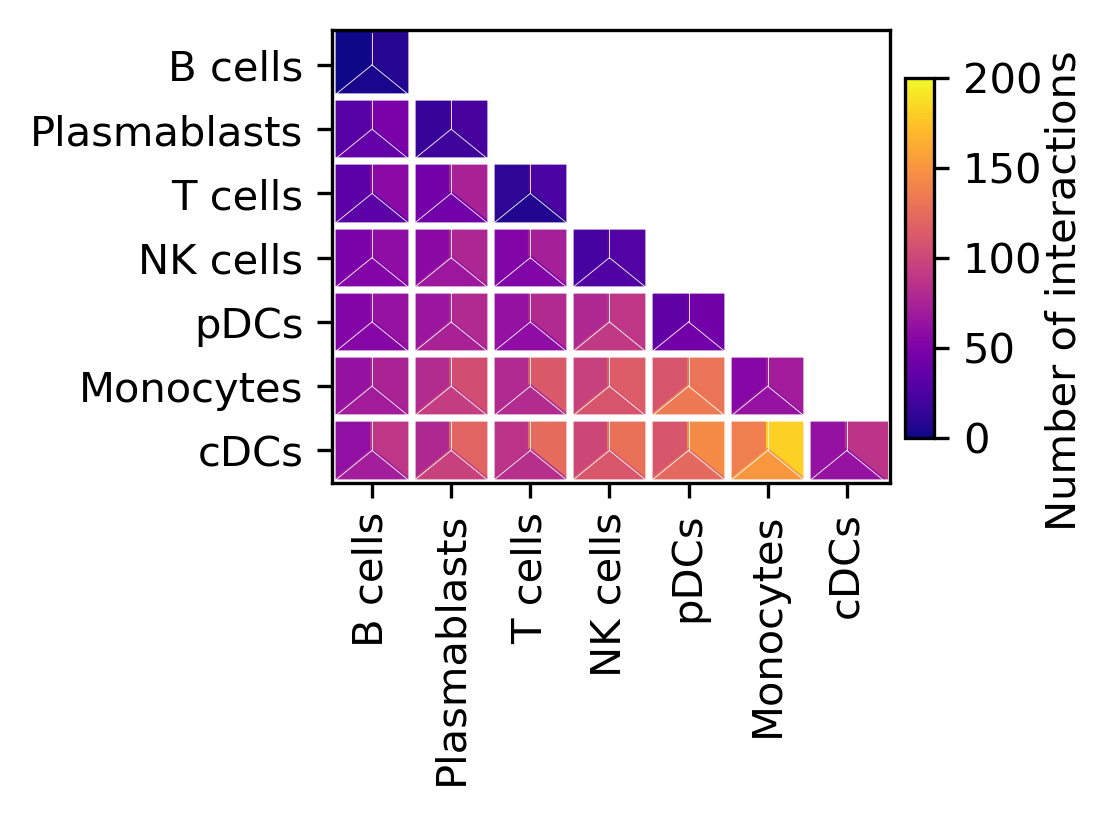 B cells
Plasmablasts
T cells
NK cells
pDCs
Monocytes
cDCs
B cells
Plasmablasts
T cells
NK cells
pDCs
Monocytes
cDCs
200
150
100
50
0
Number of interactions